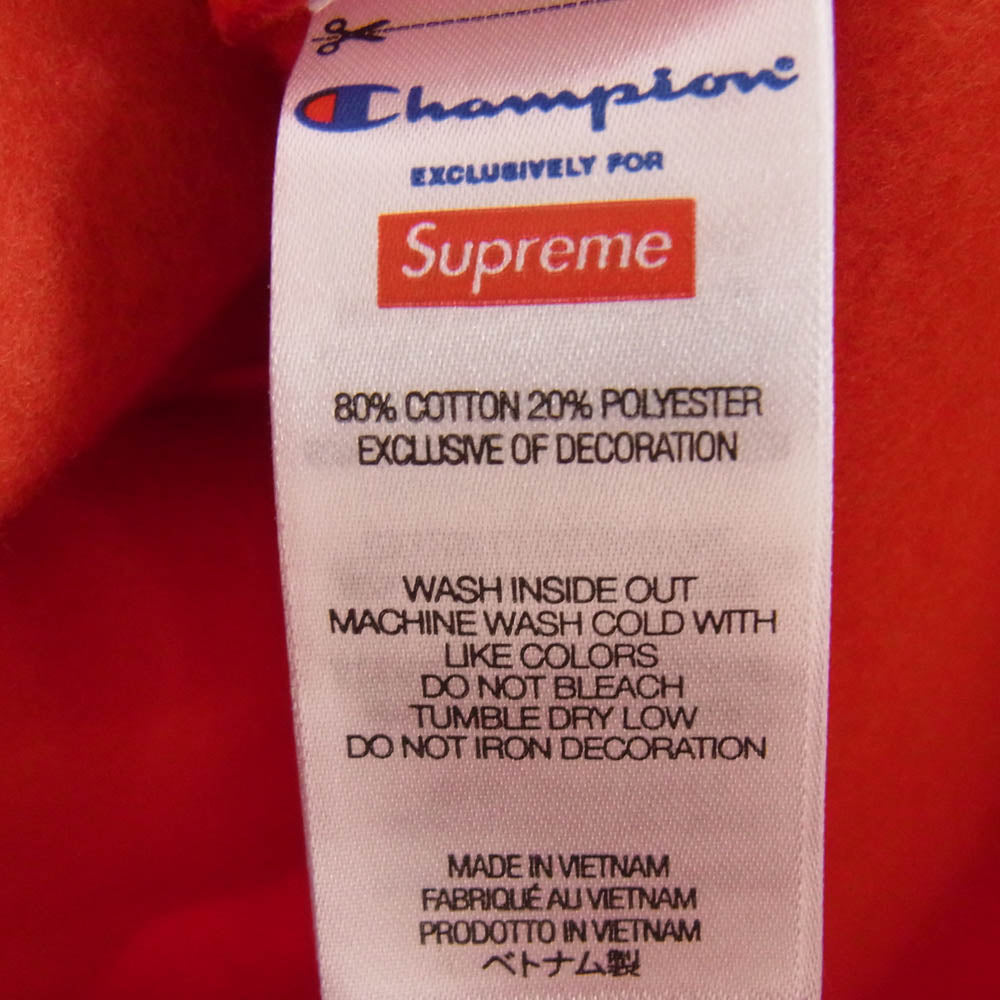 Champion®
EXCLUSIVELY FOR
Supreme
80% COTTON 20% POLYESTER
EXCLUSIVE OF DECORATION
WASH INSIDE OUT
MACHINE WASH COLD WITH
LIKE COLORS
DO NOT BLEACH
TUMBLE DRY LOW
DO NOT IRON DECORATION
MADE IN VIETNAM
FABRIQUÉ AU VIETNAM
PRODOTTO IN VIETNAM
ベトナム製